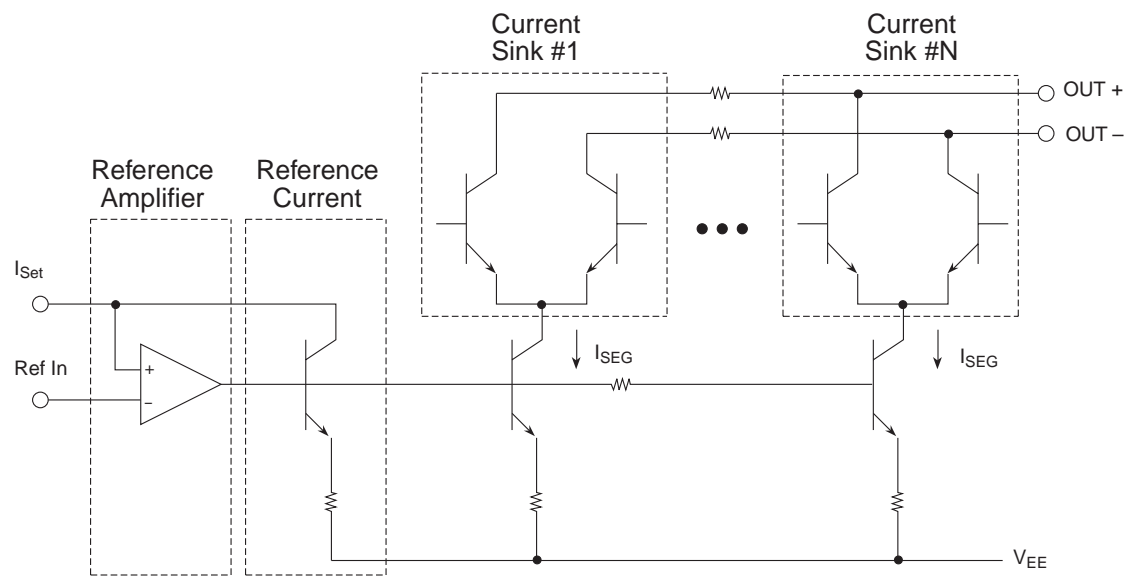 Current
Sink #1
Current
Sink #N
OUT +
OUT –
Reference
Amplifier
Reference
Current
ISet
Ref In
+
–
ISEG
ISEG
VEE